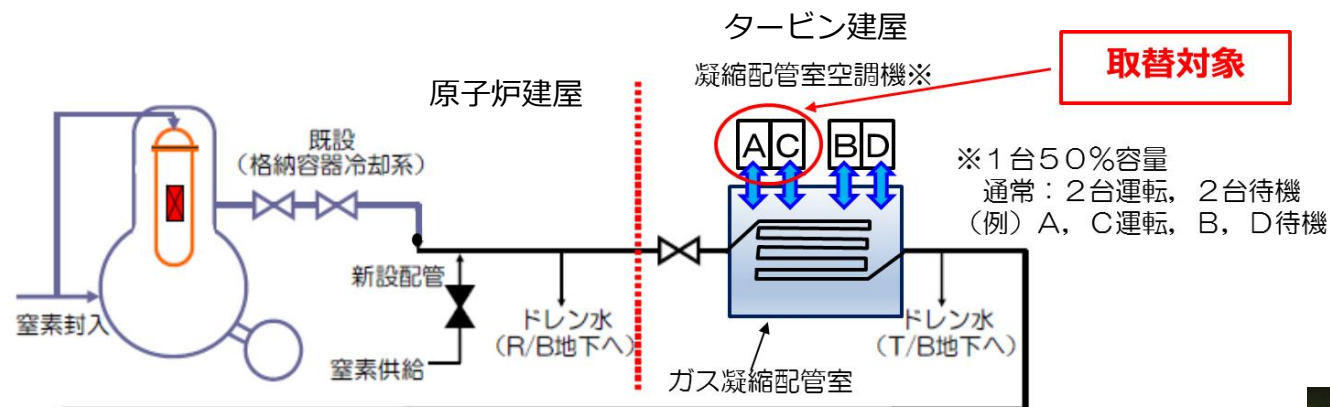 タービン建屋
凝縮配管室空調機※
取替対象
原子炉建屋
既設
(格納容器冷却系)
A C B D
※１台５０％容量
通常：２台運転，２台待機
(例) Ａ，Ｃ運転，Ｂ，Ｄ待機
新設配管
窒素封入
ドレン水
(R/B地下へ)
ドレン水
(T/B地下へ)
窒素供給
ガス凝縮配管室